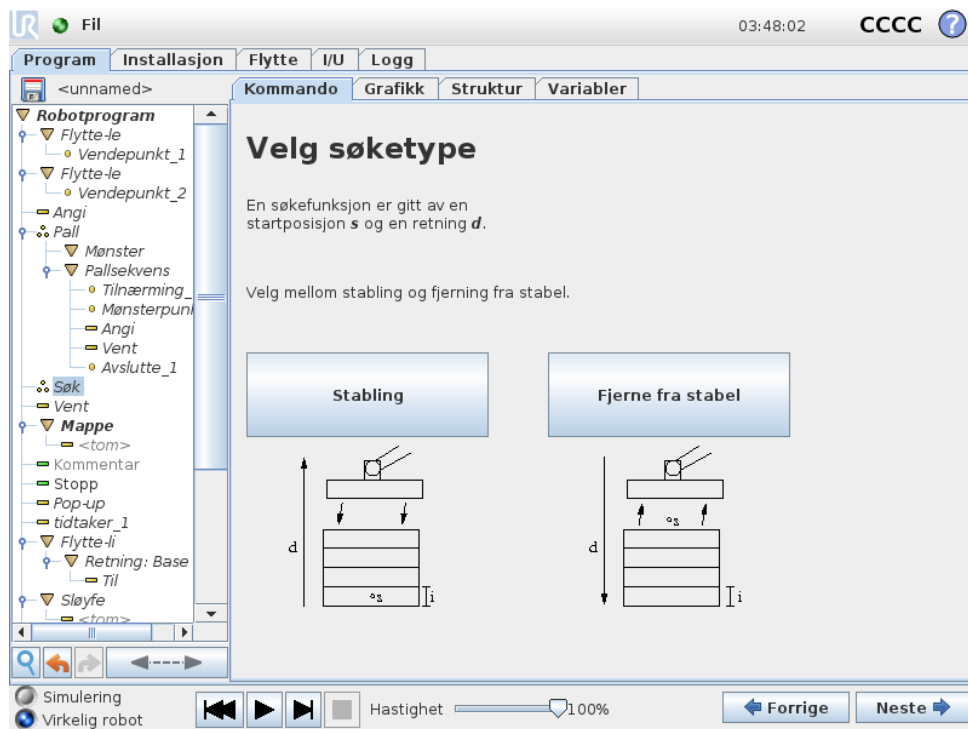 UR Fil 03:48:02 CCCC ?
Program Installasjon Flytte I/U Logg
<unnamed>
Kommando Grafikk Struktur Variabler
Robotprogram
Flytte-le
Vendepunkt_1
Flytte-le
Vendepunkt_2
Angi
Pall
Mønster
Pallsekvens
Tilnærming_
Mønsterpunl
Angi
Vent
Avslutte_1
Søk
Vent
Mappe
<tom>
Kommentar
Stopp
Pop-up
tidtaker_1
Flytte-li
Retning: Base
Til
Sløyfe
<tom>
Velg søketype
En søkefunksjon er gitt av en
startposisjon s og en retning d.
Velg mellom stabling og fjerning fra stabel.
Stabling
Fjerne fra stabel
d
s
i
d
s
i
Simulering
Virkelig robot
Hastighet 100%
Forrige
Neste